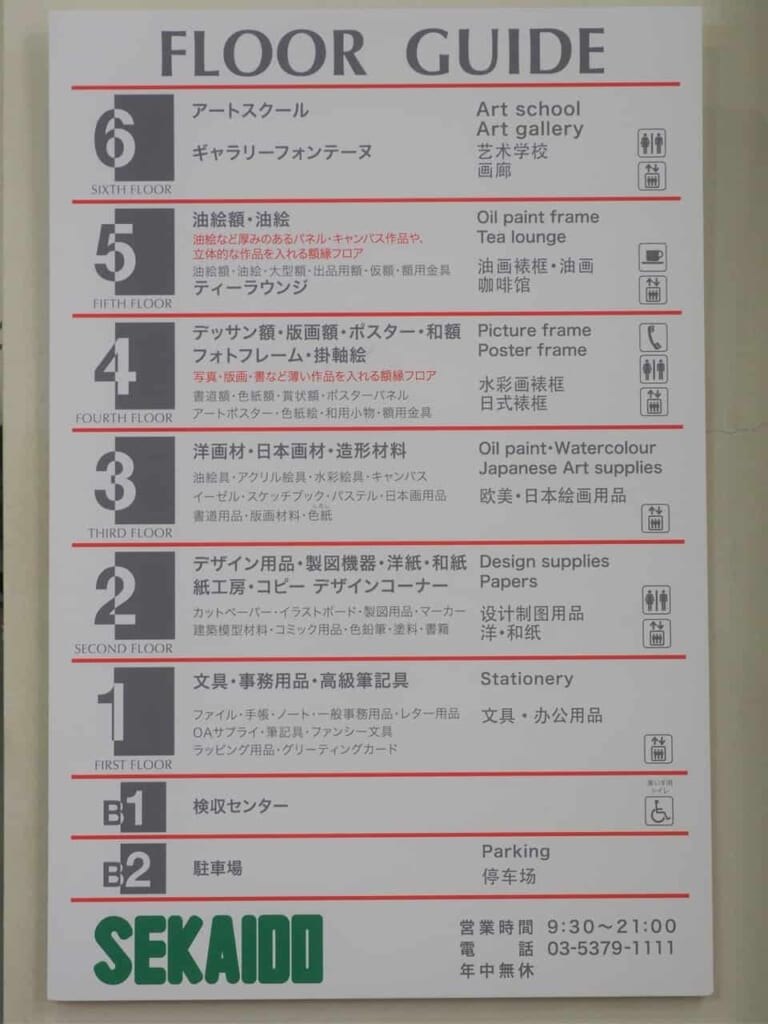 FLOOR GUIDE
6
SIXTH FLOOR
アートスクール
ギャラリーフォンテーヌ
Art school
Art gallery
艺术学校
画廊
5
FIFTH FLOOR
油絵額・油絵
油絵など厚みのあるパネル・キャンバス作品や、
立体的な作品を入れる額縁フロア
油絵額・油絵・大型額・出品用額・仮額・額用金具
ティーラウンジ
Oil paint frame
Tea lounge
油画裱框・油画
咖啡馆
4
FOURTH FLOOR
デッサン額・版画額・ポスター・和額
フォトフレーム・掛軸絵
写真・版画・書など薄い作品を入れる額縁フロア
書道額・色紙額・賞状額・ポスターパネル
アートポスター・色紙絵・和用小物・額用金具
Picture frame
Poster frame
水彩画裱框
日式裱框
3
THIRD FLOOR
洋画材・日本画材・造形材料
油絵具・アクリル絵具・水彩絵具・キャンバス
イーゼル・スケッチブック・パステル・日本画用品
書道用品・版画材料・色紙
Oil paint・Watercolour
Japanese Art supplies
欧美・日本绘画用品
2
SECOND FLOOR
デザイン用品・製図機器・洋紙・和紙
紙工房・コピー デザインコーナー
カットペーパー・イラストボード・製図用品・マーカー
建築模型材料・コミック用品・色鉛筆・塗料・書籍
Design supplies
Papers
设计制图用品
洋・和纸
1
FIRST FLOOR
文具・事務用品・高級筆記具
ファイル・手帳・ノート・一般事務用品・レター用品
OAサプライ・筆記具・ファンシー文具
ラッピング用品・グリーティングカード
Stationery
文具・办公用品
B1
検収センター
車いす用
トイレ
B2
駐車場
Parking
停车场
SEKAIDO
営業時間 9:30～21:00
電話 03-5379-1111
年中無休